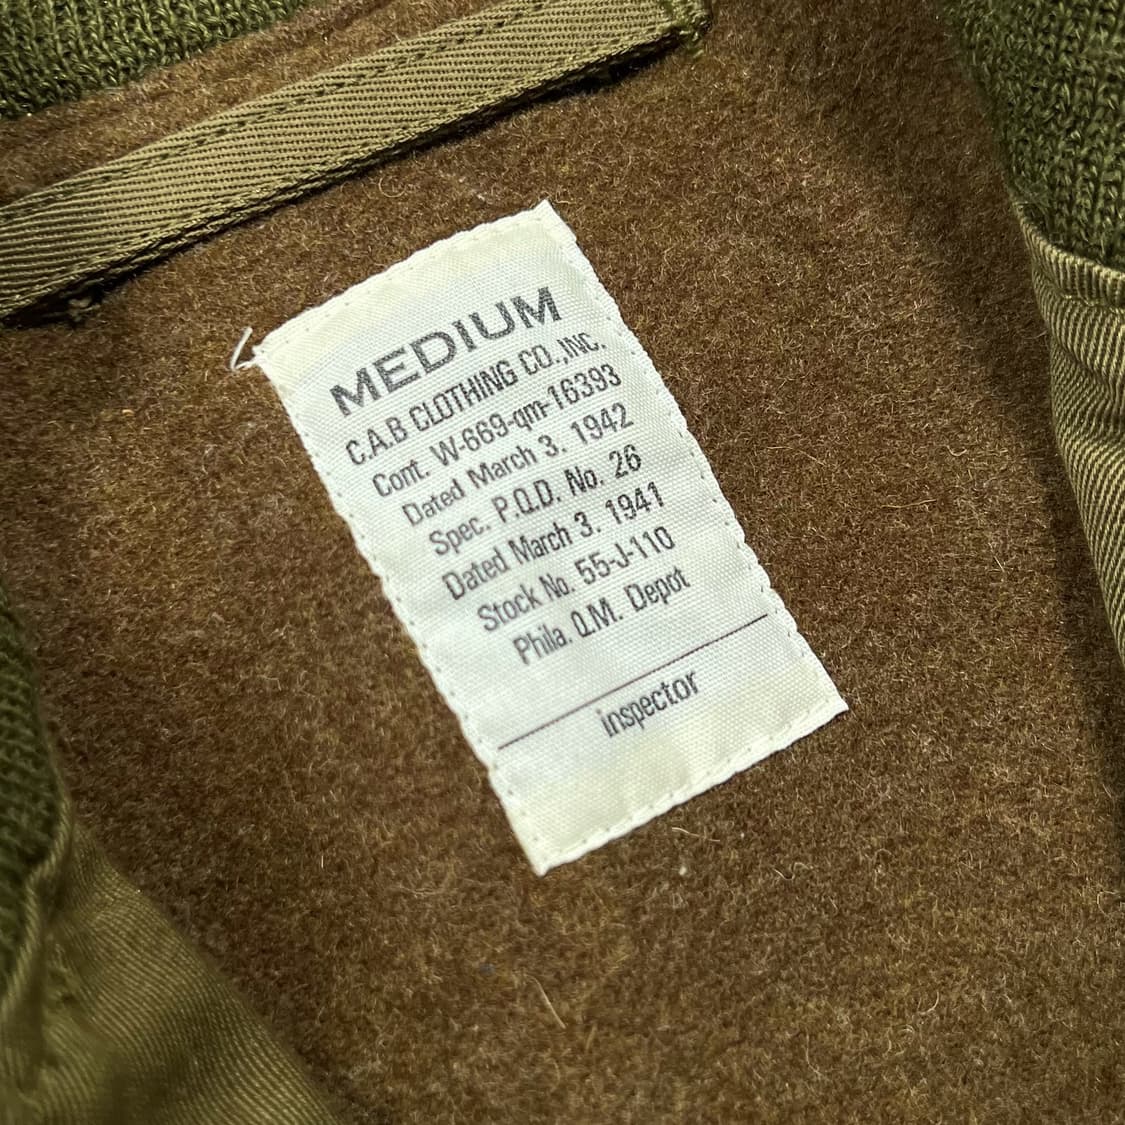 MEDIUM
C.A.B CLOTHING CO.,INC.
Cont. W-669-qm-16393
Dated March 3. 1942
Spec. P.Q.D. No. 26
Dated March 3. 1941
Stock No. 55-J-110
Phila. Q.M. Depot
inspector